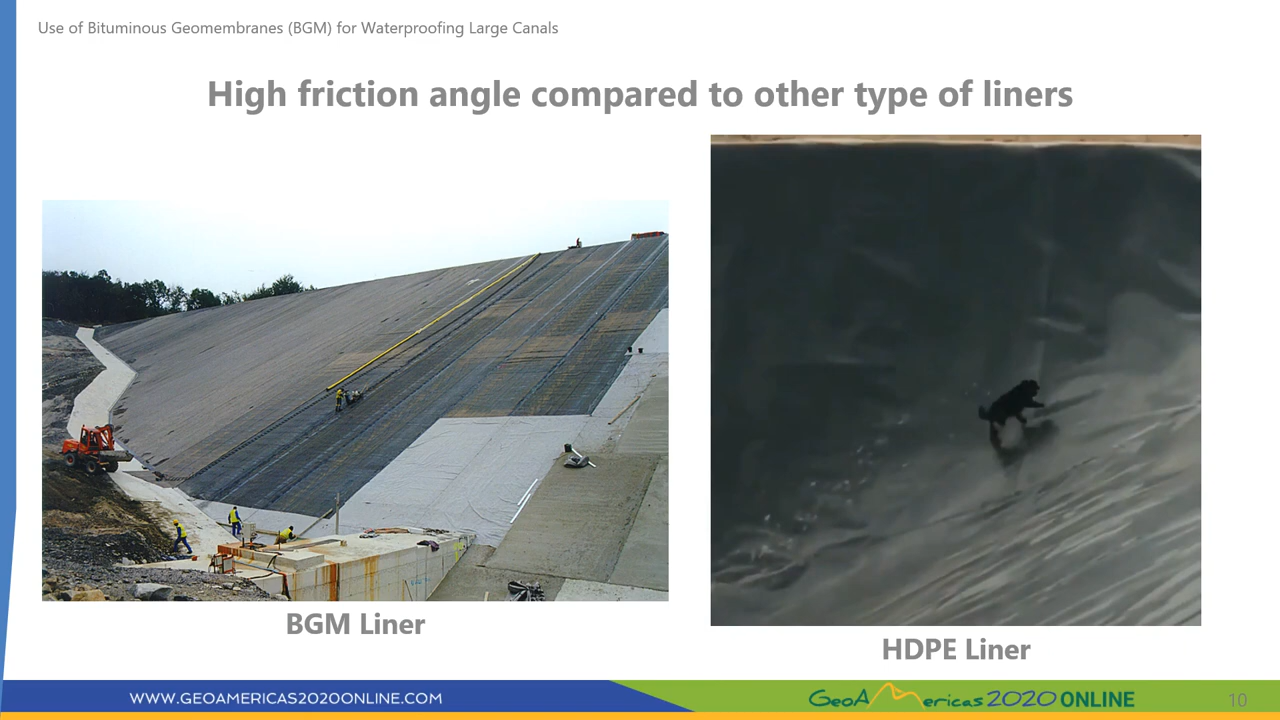 Use of Bituminous Geomembranes (BGM) for Waterproofing Large Canals
High friction angle compared to other type of liners
BGM Liner
HDPE Liner
WWW.GEOAMERICAS2020ONLINE.COM
GEOAMericas 2020 ONLINE
10